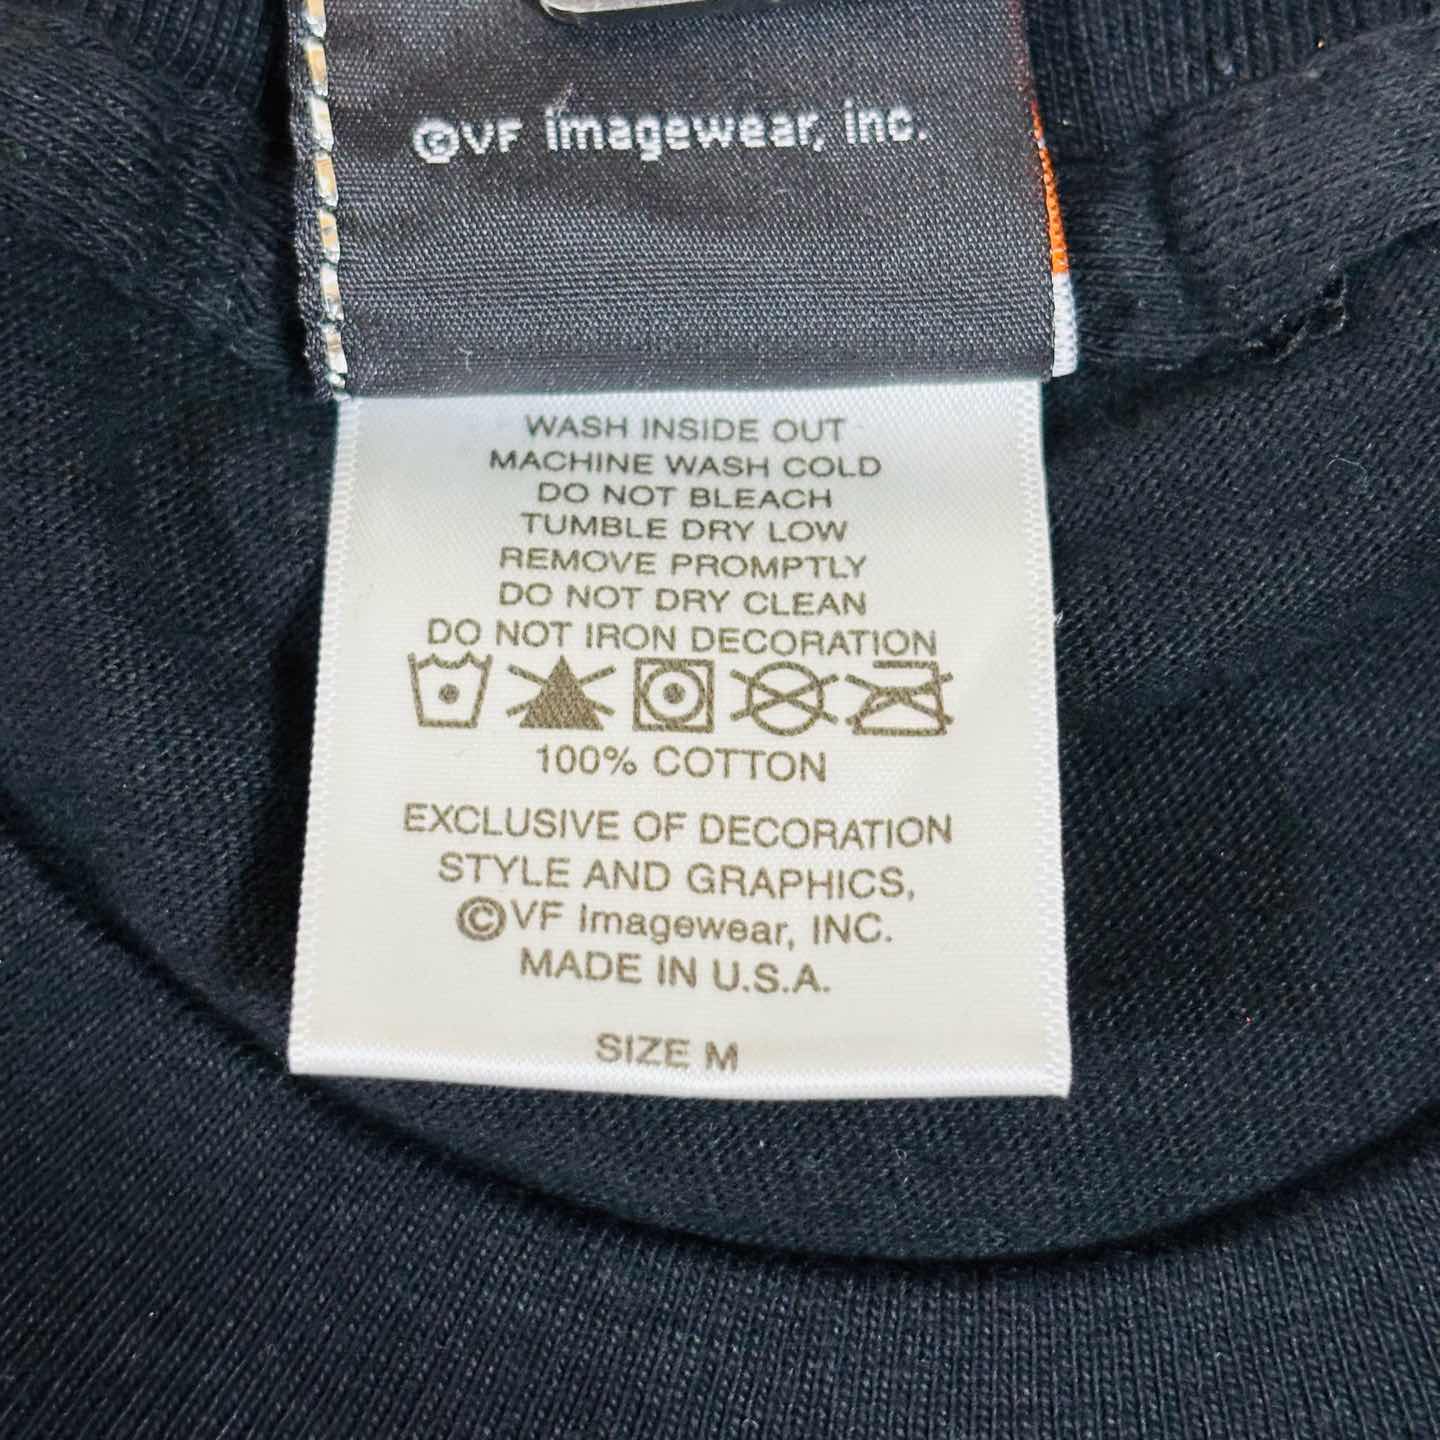 ©VF Imagewear, Inc.
WASH INSIDE OUT
MACHINE WASH COLD
DO NOT BLEACH
TUMBLE DRY LOW
REMOVE PROMPTLY
DO NOT DRY CLEAN
DO NOT IRON DECORATION
100% COTTON
EXCLUSIVE OF DECORATION
STYLE AND GRAPHICS,
©VF Imagewear, INC.
MADE IN U.S.A.
SIZE M